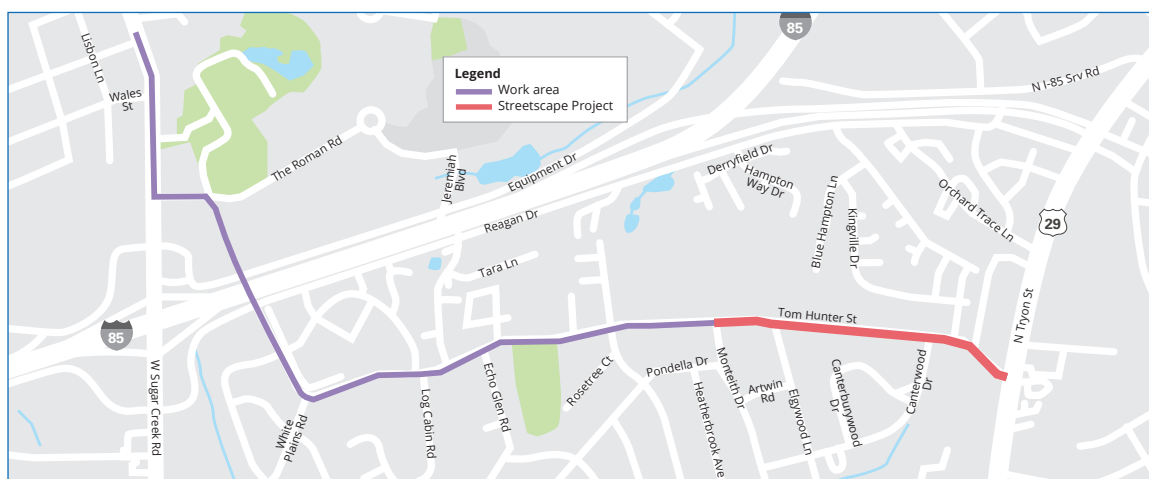 Lisbon Ln
Wales
St
The Roman Rd
Legend
Work area
Streetscape Project
85
N I-85 Srv Rd
Jeremiah
Blvd
Equipment Dr
Reagan Dr
Derryfield Dr
Hampton
Way Dr
Blue Hampton Ln
Kingville Dr
Orchard Trace Ln
29
Tara Ln
85
W Sugar Creek Rd
Tom Hunter St
N Tryon St
White
Plains Rd
Log Cabin Rd
Echo Glen Rd
Rosetree Ct
Pondella Dr
Heatherbrook Ave
Monteith Dr
Artwin
Rd
Elgywood Ln
Canterburywood
Dr
Canterwood
Dr